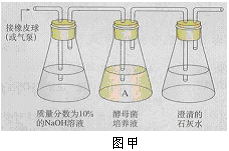 接橡皮球
(或气泵)
A
质量分数为10%
的NaOH溶液
酵母菌
培养液
澄清的
石灰水
图甲